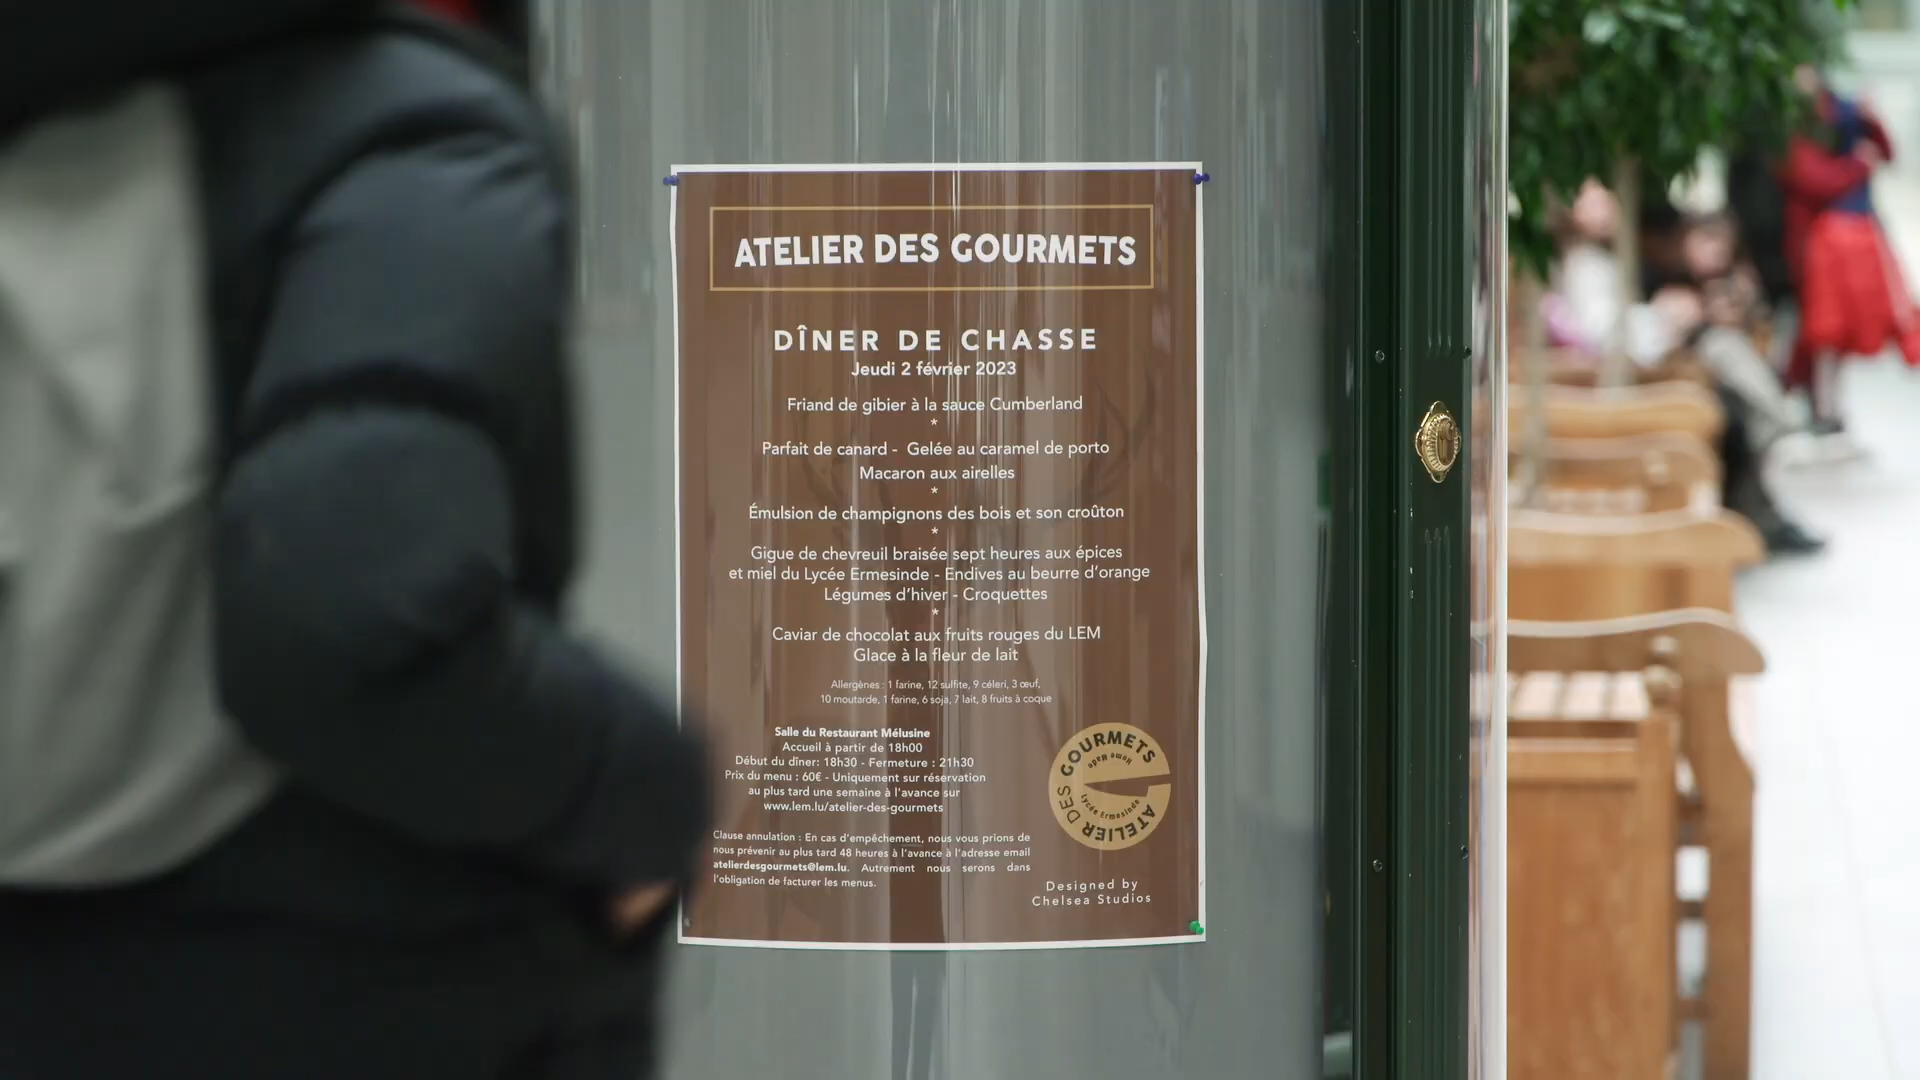 ATELIER DES GOURMETS
DÎNER DE CHASSE
Jeudi 2 février 2023
Friand de gibier à la sauce Cumberland
*
Parfait de canard - Gelée au caramel de porto
Macaron aux airelles
*
Émulsion de champignons des bois et son croûton
*
Gigue de chevreuil braisée sept heures aux épices
et miel du Lycée Ermesinde - Endives au beurre d'orange
Légumes d'hiver - Croquettes
*
Caviar de chocolat aux fruits rouges du LEM
Glace à la fleur de lait
Allergènes : 1 farine, 12 sulfite, 9 céleri, 3 œuf,
10 moutarde, 1 farine, 6 soja, 7 lait, 8 fruits à coque
Salle du Restaurant Mélusine
Accueil à partir de 18h00
Début du dîner: 18h30 - Fermeture : 21h30
Prix du menu : 60€ - Uniquement sur réservation
au plus tard une semaine à l'avance sur
www.lem.lu/atelier-des-gourmets
Clause annulation : En cas d'empêchement, nous vous prions de
nous prévenir au plus tard 48 heures à l'avance à l'adresse email
atelierdesgourmets@lem.lu. Autrement nous serons dans
l'obligation de facturer les menus.
ATELIER DES GOURMETS
Home Made
Lycée Ermesinde
Designed by
Chelsea Studios